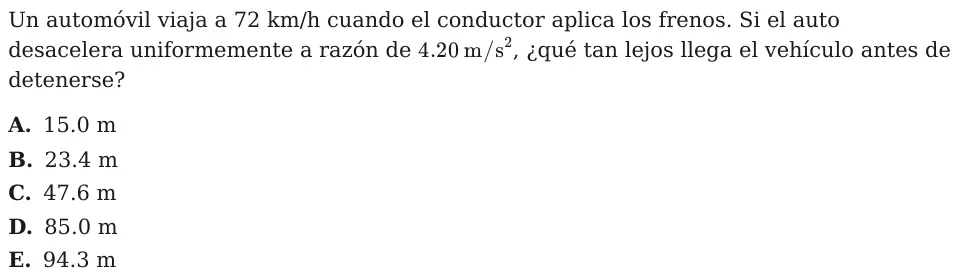 Un automóvil viaja a 72 km/h cuando el conductor aplica los frenos. Si el auto
desacelera uniformemente a razón de 4.20 m/s², ¿qué tan lejos llega el vehículo antes de
detenerse?
A. 15.0 m
B. 23.4 m
C. 47.6 m
D. 85.0 m
E. 94.3 m